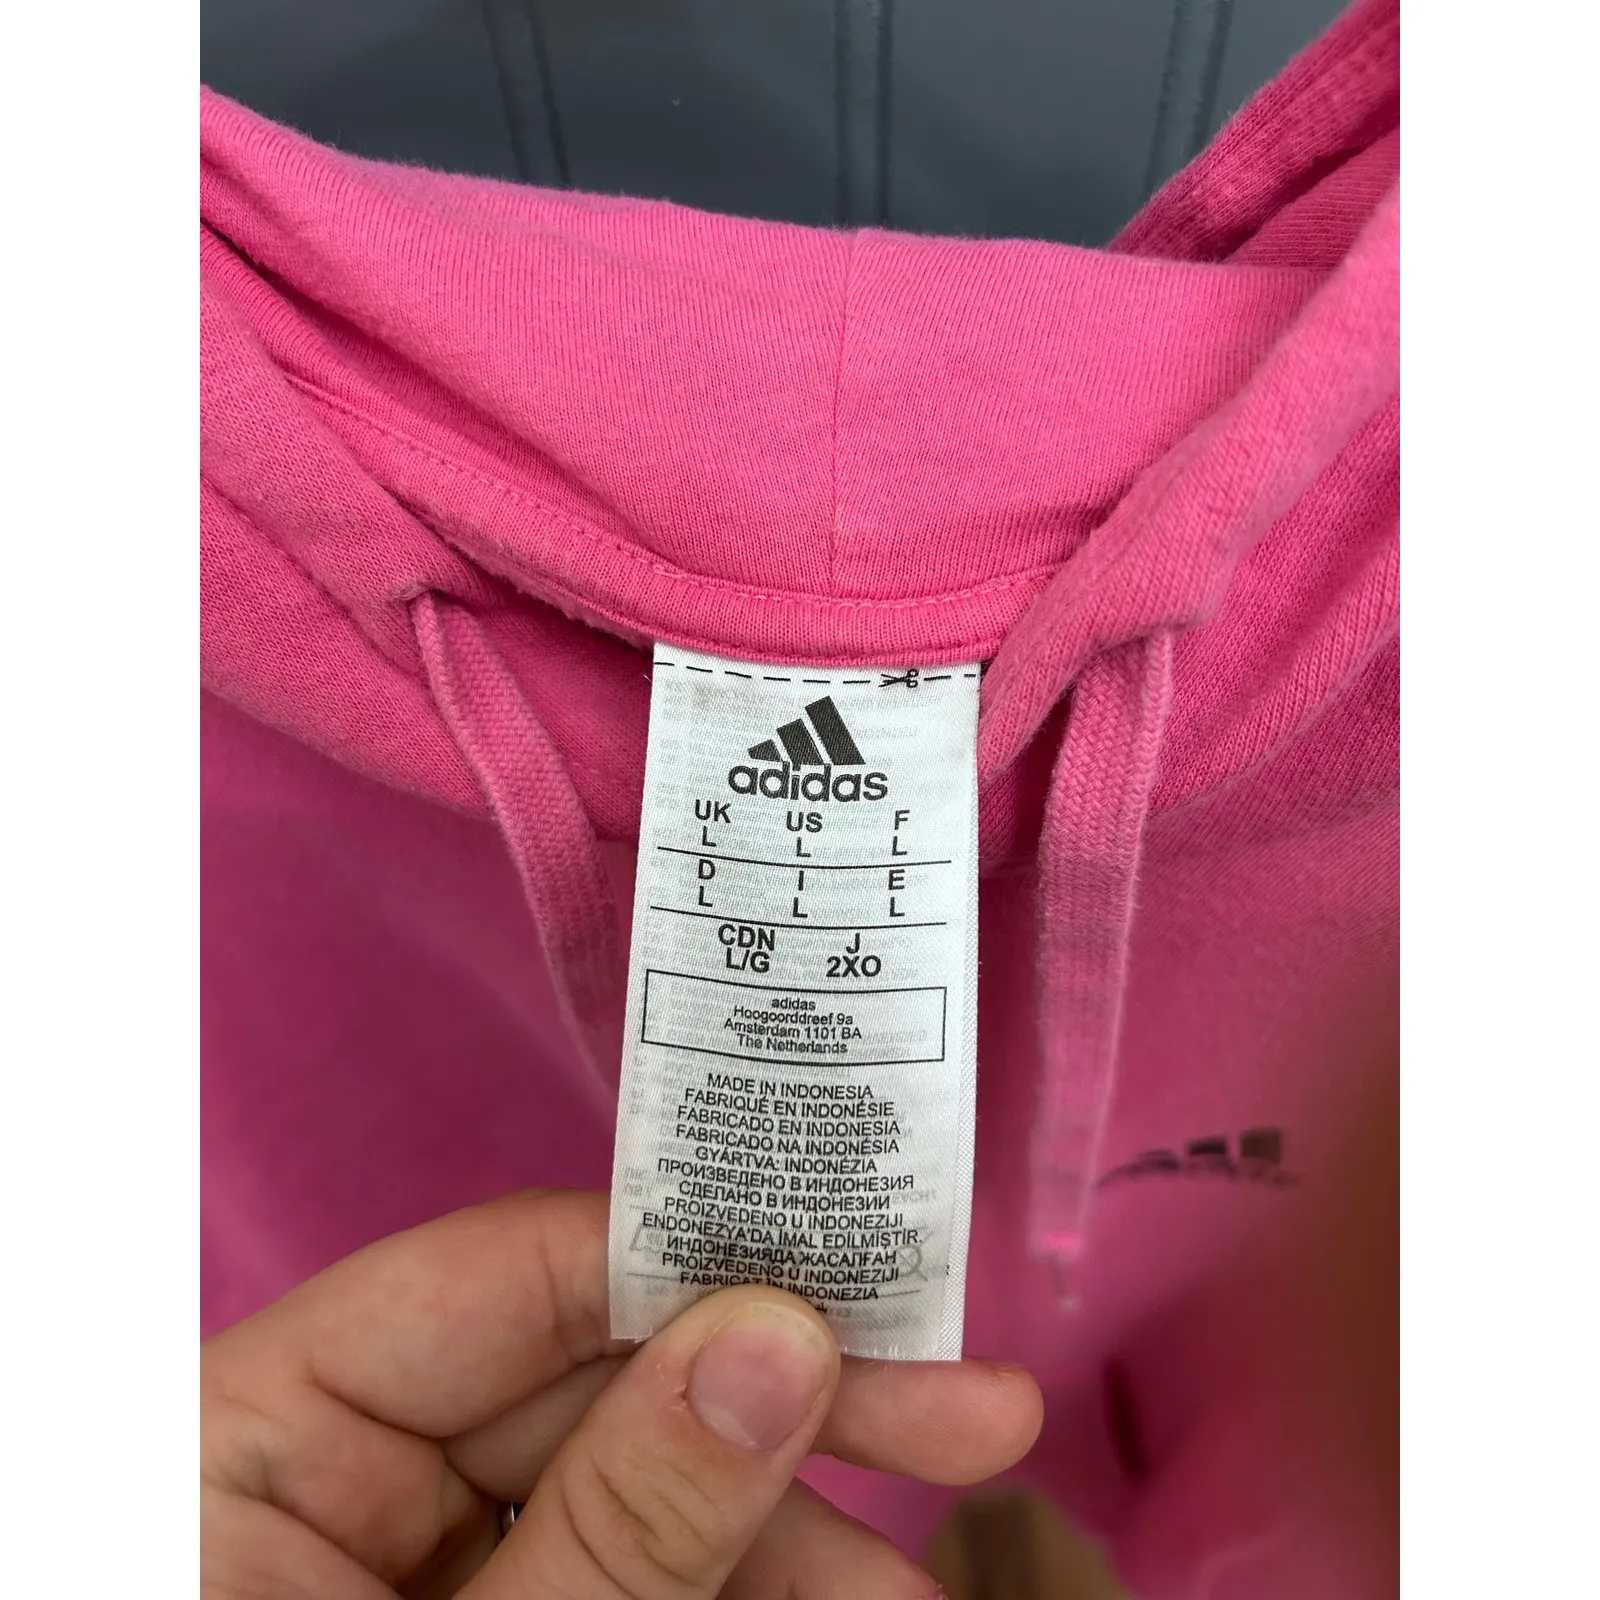 adidas
UK US F
L L L
D I E
L L L
CDN J
L/G 2XO
adidas
Hoogoorddreef 9a
Amsterdam 1101 BA
The Netherlands
MADE IN INDONESIA
FABRIQUÉ EN INDONÉSIE
FABRICADO EN INDONESIA
FABRICADO NA INDONÉSIA
GYÁRTVA: INDONÉZIA
ПРОИЗВЕДЕНО В ИНДОНЕЗИЯ
СДЕЛАНО В ИНДОНЕЗИИ
PROIZVEDENO U INDONEZIJI
ENDONEZYA'DA İMAL EDİLMİŞTİR.
ИНДОНЕЗИЯДА ЖАСАЛҒАН
PROIZVEDENO U INDONEZIJI
FABRICAT ÎN INDONEZIA